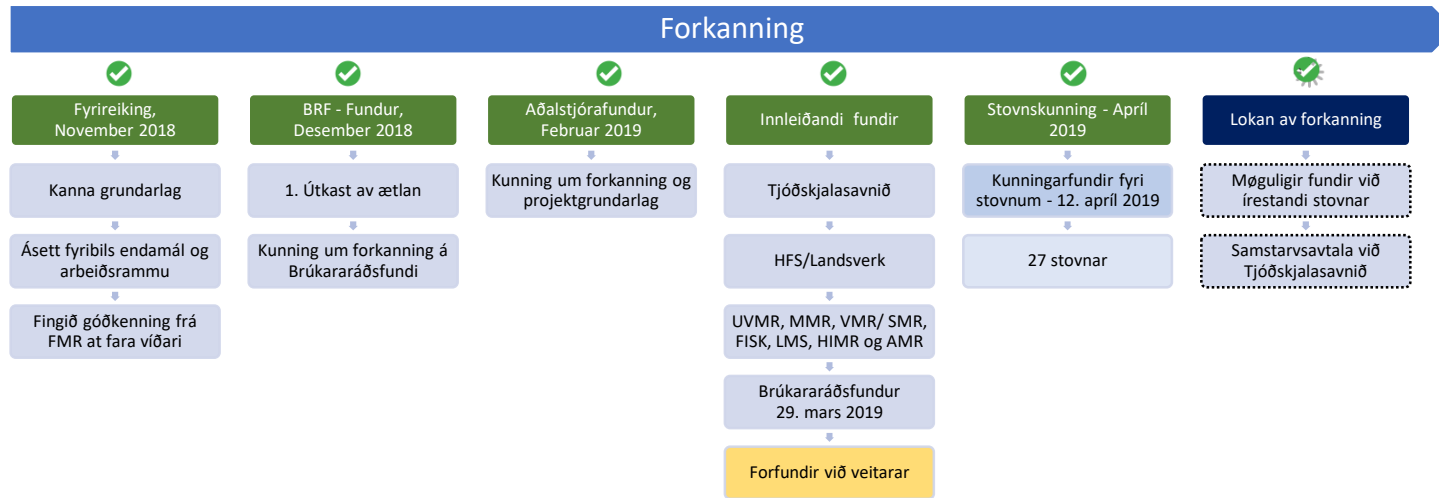 Forkanning
Fyrireiking,
November 2018
Kanna grundarlag
Ásett fyribils endamál og
arbeiðsrammu
Fingið góðkenning frá
FMR at fara víðari
BRF - Fundur,
Desember 2018
1. Útkast av ætlan
Kunning um forkanning á
Brúkararáðsfundi
Aðalstjórafundur,
Februar 2019
Kunning um forkanning og
projektgrundarlag
Innleiðandi fundir
Tjóðskjalasavnið
HFS/Landsverk
UVMR, MMR, VMR/ SMR,
FISK, LMS, HIMR og AMR
Brúkararáðsfundur
29. mars 2019
Forfundir við veitarar
Stovnskunning - Apríl
2019
Kunningarfundir fyri
stovnum - 12. apríl 2019
27 stovnar
Lokan av forkanning
Møguligir fundir við
írestandi stovnar
Samstarvsavtala við
Tjóðskjalasavnið